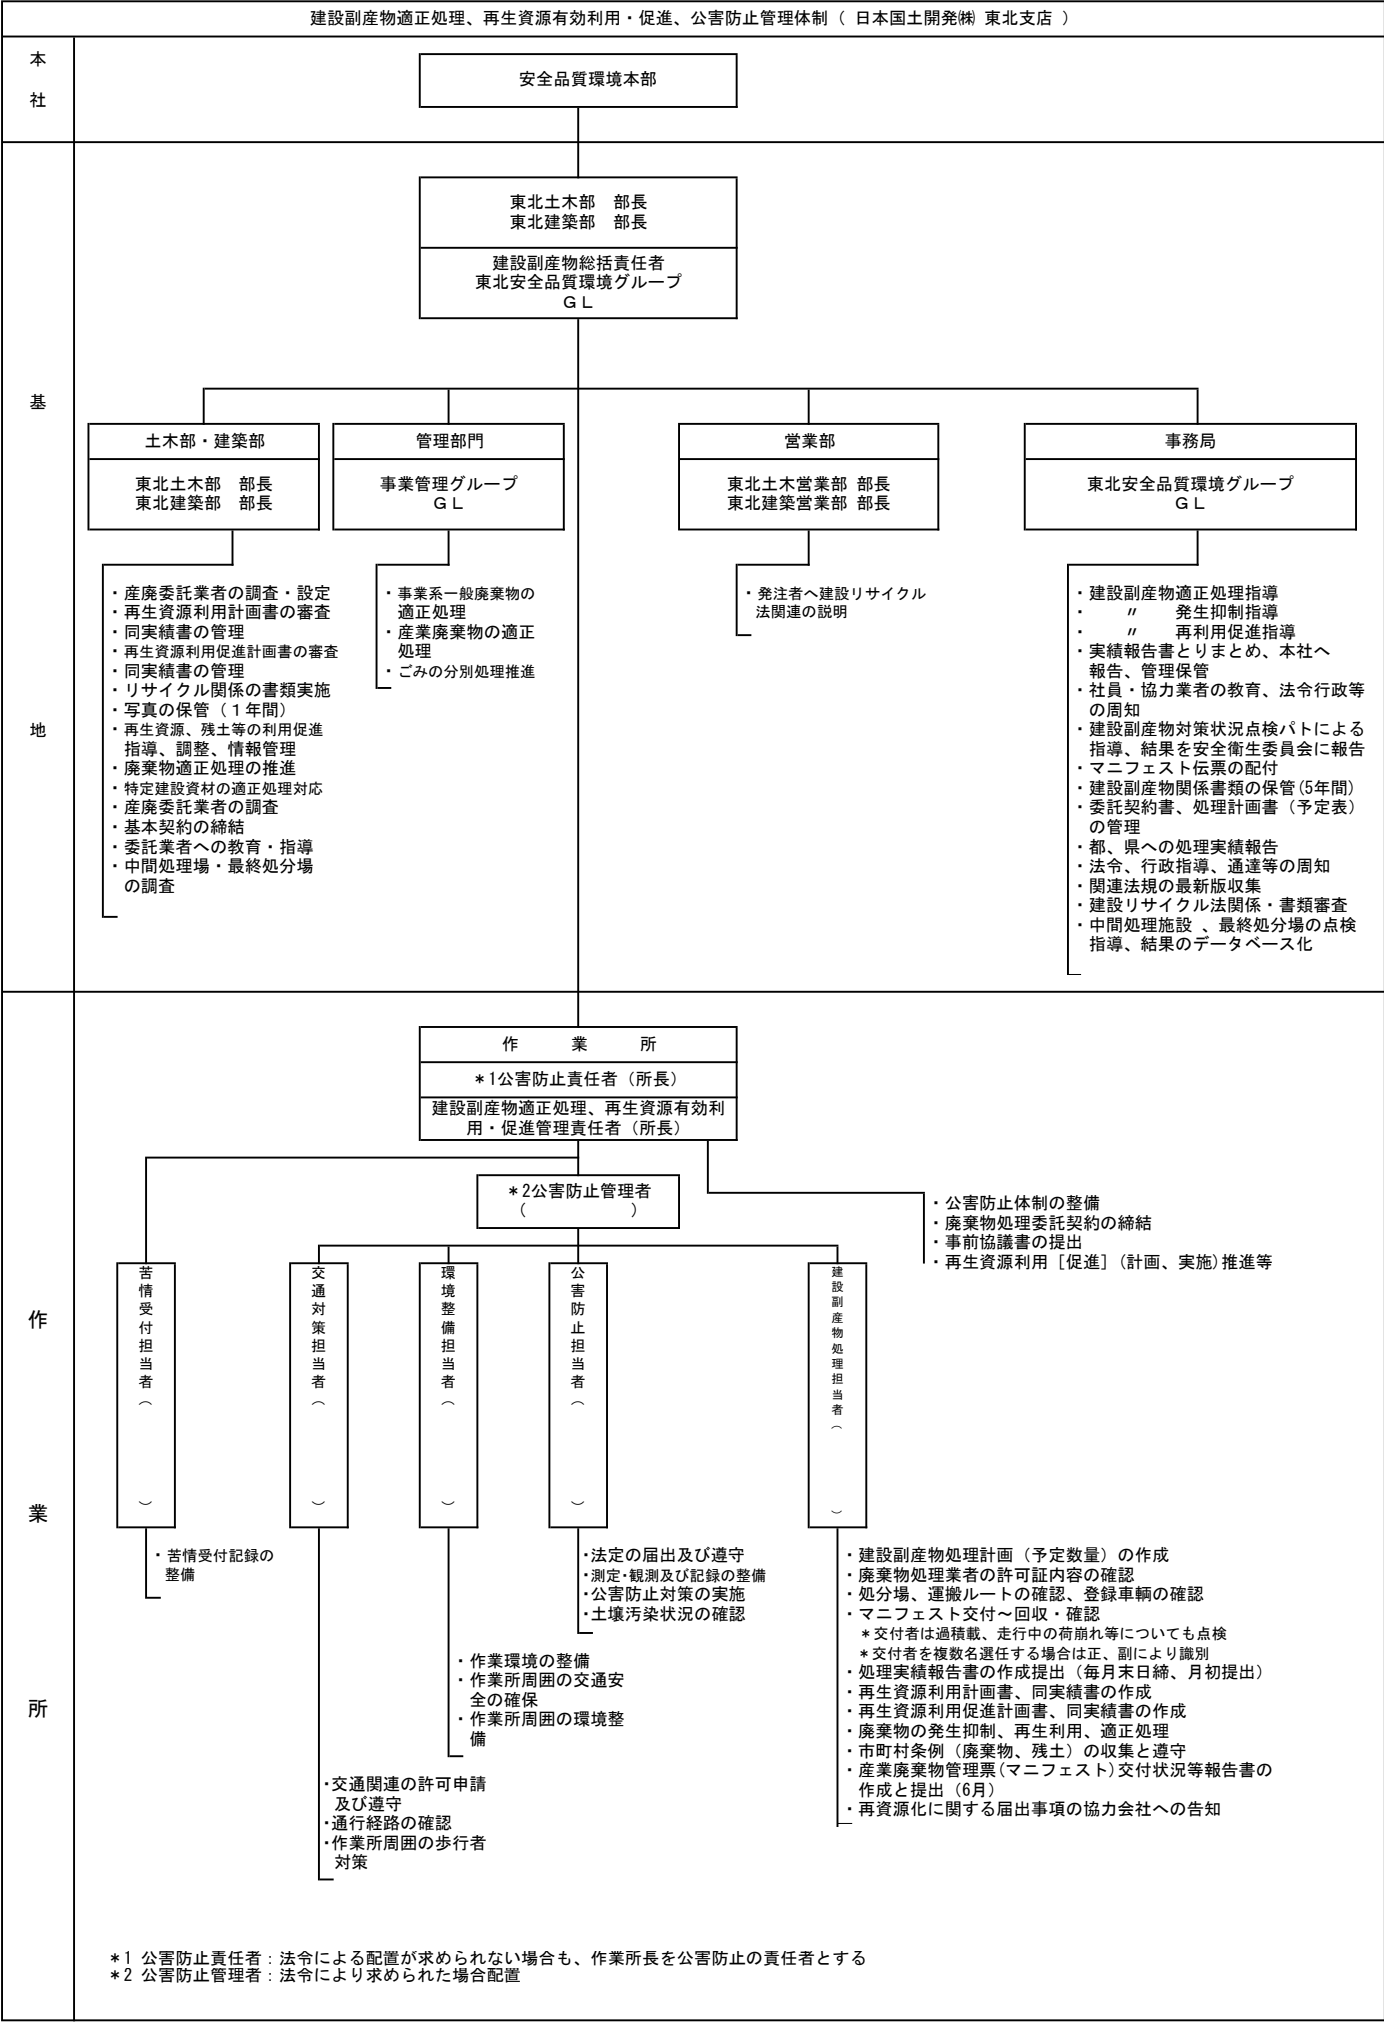 建設副産物適正処理、再生資源有効利用・促進、公害防止管理体制（ 日本国土開発㈱ 東北支店 ）
本
社
安全品質環境本部
基
地
東北土木部　部長
東北建築部　部長
建設副産物総括責任者
東北安全品質環境グループ
ＧＬ
土木部・建築部
東北土木部　部長
東北建築部　部長
・産廃委託業者の調査・設定
・再生資源利用計画書の審査
・同実績書の管理
・再生資源利用促進計画書の審査
・同実績書の管理
・リサイクル関係の書類実施
・写真の保管（１年間）
・再生資源、残土等の利用促進
指導、調整、情報管理
・廃棄物適正処理の推進
・特定建設資材の適正処理対応
・産廃委託業者の調査
・基本契約の締結
・委託業者への教育・指導
・中間処理場・最終処分場
の調査
管理部門
事業管理グループ
ＧＬ
・事業系一般廃棄物の
適正処理
・産業廃棄物の適正
処理
・ごみの分別処理推進
営業部
東北土木営業部 部長
東北建築営業部 部長
・発注者へ建設リサイクル
法関連の説明
事務局
東北安全品質環境グループ
ＧＬ
・建設副産物適正処理指導
・　〃　　発生抑制指導
・　〃　　再利用促進指導
・実績報告書とりまとめ、本社へ
報告、管理保管
・社員・協力業者の教育、法令行政等
の周知
・建設副産物対策状況点検パトによる
指導、結果を安全衛生委員会に報告
・マニフェスト伝票の配付
・建設副産物関係書類の保管(5年間)
・委託契約書、処理計画書（予定表）
の管理
・都、県への処理実績報告
・法令、行政指導、通達等の周知
・関連法規の最新版収集
・建設リサイクル法関係・書類審査
・中間処理施設 、最終処分場の点検
指導、結果のデータベース化
作
業
所
作　　　業　　　所
＊1公害防止責任者（所長）
建設副産物適正処理、再生資源有効利
用・促進管理責任者（所長）
＊2公害防止管理者
（　　　　　　）
・公害防止体制の整備
・廃棄物処理委託契約の締結
・事前協議書の提出
・再生資源利用［促進］(計画、実施)推進等
苦情受付担当者（　　　　）
・苦情受付記録の
整備
交通対策担当者（　　　　）
・交通関連の許可申請
及び遵守
・通行経路の確認
・作業所周囲の歩行者
対策
環境整備担当者（　　　　）
・作業環境の整備
・作業所周囲の交通安
全の確保
・作業所周囲の環境整
備
公害防止担当者（　　　　）
・法定の届出及び遵守
・測定・観測及び記録の整備
・公害防止対策の実施
・土壌汚染状況の確認
建設副産物処理担当者（　　　　）
・建設副産物処理計画（予定数量）の作成
・廃棄物処理業者の許可証内容の確認
・処分場、運搬ルートの確認、登録車輌の確認
・マニフェスト交付～回収・確認
＊交付者は過積載、走行中の荷崩れ等についても点検
＊交付者を複数名選任する場合は正、副により識別
・処理実績報告書の作成提出（毎月末日締、月初提出）
・再生資源利用計画書、同実績書の作成
・再生資源利用促進計画書、同実績書の作成
・廃棄物の発生抑制、再生利用、適正処理
・市町村条例（廃棄物、残土）の収集と遵守
・産業廃棄物管理票(マニフェスト)交付状況等報告書の
作成と提出（6月）
・再資源化に関する届出事項の協力会社への告知
＊1 公害防止責任者：法令による配置が求められない場合も、作業所長を公害防止の責任者とする
＊2 公害防止管理者：法令により求められた場合配置